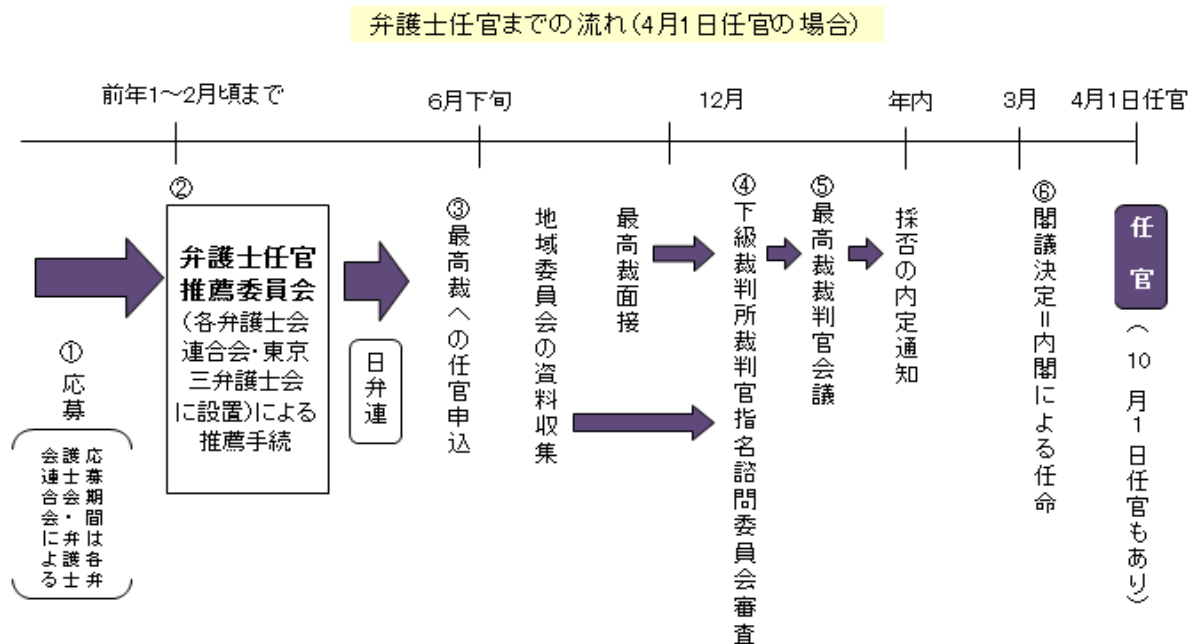 弁護士任官までの流れ(4月1日任官の場合)
前年1～2月頃まで
6月下旬
12月
年内
3月
4月1日任官
①応募
応募期間は各弁
護士会・弁護士
会連合会による
②
弁護士任官
推薦委員会
(各弁護士会
連合会・東京
三弁護士会
に設置)による
推薦手続
日弁連
③最高裁への任官申込
地域委員会の資料収集
最高裁面接
④下級裁判所裁判官指名諮問委員会審査
⑤最高裁裁判官会議
採否の内定通知
⑥閣議決定＝内閣による任命
任官
(10月1日任官もあり)